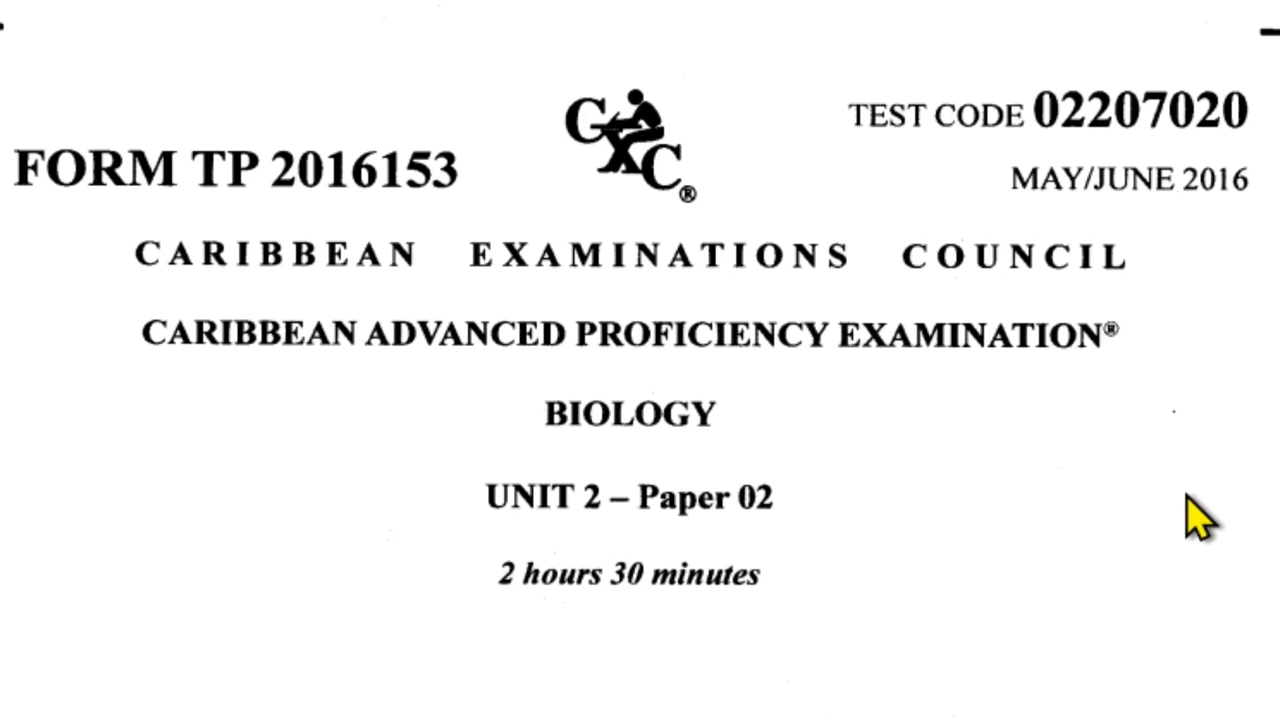 TEST CODE 02207020
FORM TP 2016153
CXC®
MAY/JUNE 2016
CARIBBEAN EXAMINATIONS COUNCIL
CARIBBEAN ADVANCED PROFICIENCY EXAMINATION®
BIOLOGY
UNIT 2 – Paper 02
2 hours 30 minutes